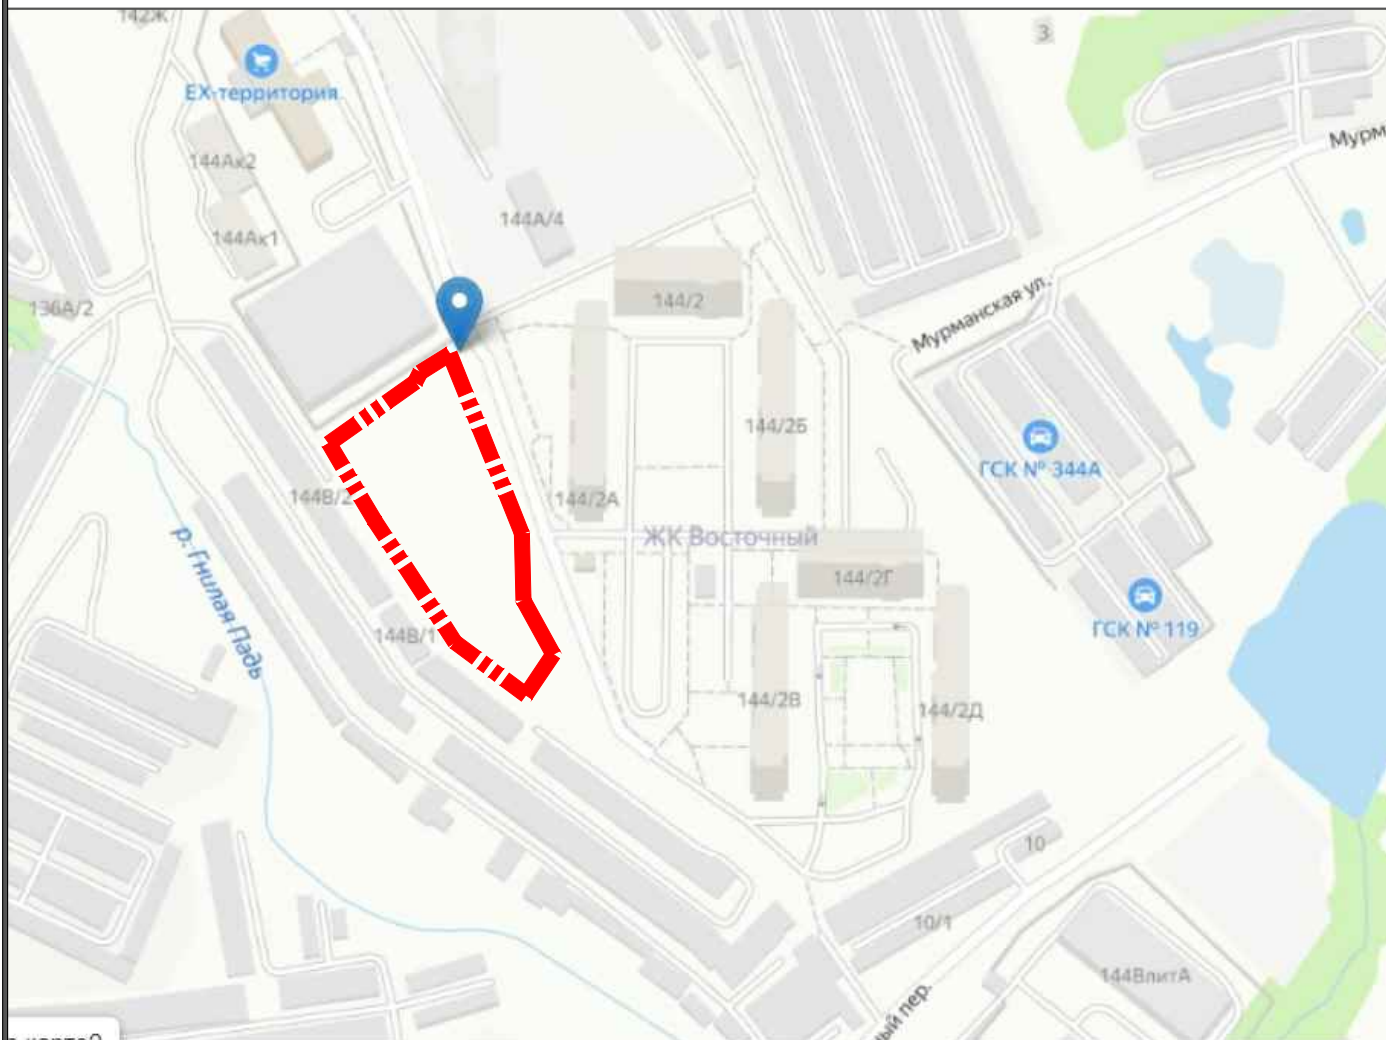 142Ж
3
ЕХ-территория
Мурм
144Ак2
144А/4
144Ак1
136А/2
144/2
Мурманская ул.
144/2Б
ГСК № 344А
144В/2
144/2А
ЖК Восточный
р. Гнилая Падь
144/2Г
ГСК № 119
144В/1
144/2В
144/2Д
10
10/1
144ВлитА
ный пер.